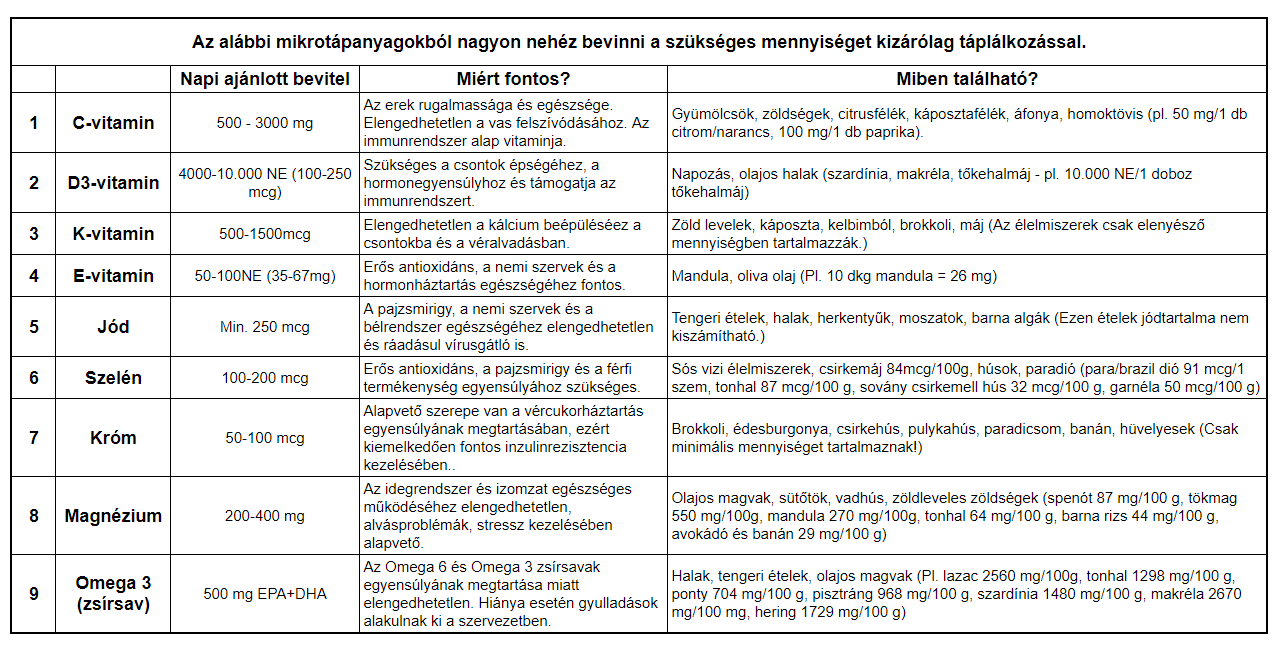 Az alábbi mikrotápanyagokból nagyon nehéz bevinni a szükséges mennyiséget kizárólag táplálkozással.
Napi ajánlott bevitel
Miért fontos?
Miben található?
1
C-vitamin
500 - 3000 mg
Az erek rugalmassága és egészsége.
Elengedhetetlen a vas felszívódásához. Az
immunrendszer alap vitaminja.
Gyümölcsök, zöldségek, citrusfélék, káposztafélék, áfonya, homoktövis (pl. 50 mg/1 db
citrom/narancs, 100 mg/1 db paprika).
2
D3-vitamin
4000-10.000 NE (100-250
mcg)
Szükséges a csontok épségéhez, a
hormonegyensúlyhoz és támogatja az
immunrendszert.
Napozás, olajos halak (szardínia, makréla, tőkehalmáj - pl. 10.000 NE/1 doboz
tőkehalmáj)
3
K-vitamin
500-1500mcg
Elengedhetetlen a kálcium beépüléséez a
csontokba és a véralvadásban.
Zöld levelek, káposzta, kelbimból, brokkoli, máj (Az élelmiszerek csak elenyésző
mennyiségben tartalmazzák.)
4
E-vitamin
50-100NE (35-67mg)
Erős antioxidáns, a nemi szervek és a
hormonháztartás egészségéhez fontos.
Mandula, oliva olaj (Pl. 10 dkg mandula = 26 mg)
5
Jód
Min. 250 mcg
A pajzsmirigy, a nemi szervek és a
bélrendszer egészségéhez elengedhetetlen
és ráadásul vírusgátló is.
Tengeri ételek, halak, herkentyűk, moszatok, barna algák (Ezen ételek jódtartalma nem
kiszámítható.)
6
Szelén
100-200 mcg
Erős antioxidáns, a pajzsmirigy és a férfi
termékenység egyensúlyához szükséges.
Sós vizi élelmiszerek, csirkemáj 84mcg/100g, húsok, paradió (para/brazil dió 91 mcg/1
szem, tonhal 87 mcg/100 g, sovány csirkemell hús 32 mcg/100 g, garnéla 50 mcg/100 g)
7
Króm
50-100 mcg
Alapvető szerepe van a vércukorháztartás
egyensúlyának megtartásában, ezért
kiemelkedően fontos inzulinrezisztencia
kezelésében..
Brokkoli, édesburgonya, csirkehús, pulykahús, paradicsom, banán, hüvelyesek (Csak
minimális mennyiséget tartalmaznak!)
8
Magnézium
200-400 mg
Az idegrendszer és izomzat egészséges
működéséhez elengedhetetlen,
alvásproblémák, stressz kezelésében
alapvető.
Olajos magvak, sütőtök, vadhús, zöldleveles zöldségek (spenót 87 mg/100 g, tökmag
550 mg/100g, mandula 270 mg/100g, tonhal 64 mg/100 g, barna rizs 44 mg/100 g,
avokádó és banán 29 mg/100 g)
9
Omega 3
(zsírsav)
500 mg EPA+DHA
Az Omega 6 és Omega 3 zsírsavak
egyensúlyának megtartása miatt
elengedhetetlen. Hiánya esetén gyulladások
alakulnak ki a szervezetben.
Halak, tengeri ételek, olajos magvak (Pl. lazac 2560 mg/100g, tonhal 1298 mg/100 g,
ponty 704 mg/100 g, pisztráng 968 mg/100 g, szardínia 1480 mg/100 g, makréla 2670
mg/100 mg, hering 1729 mg/100 g)